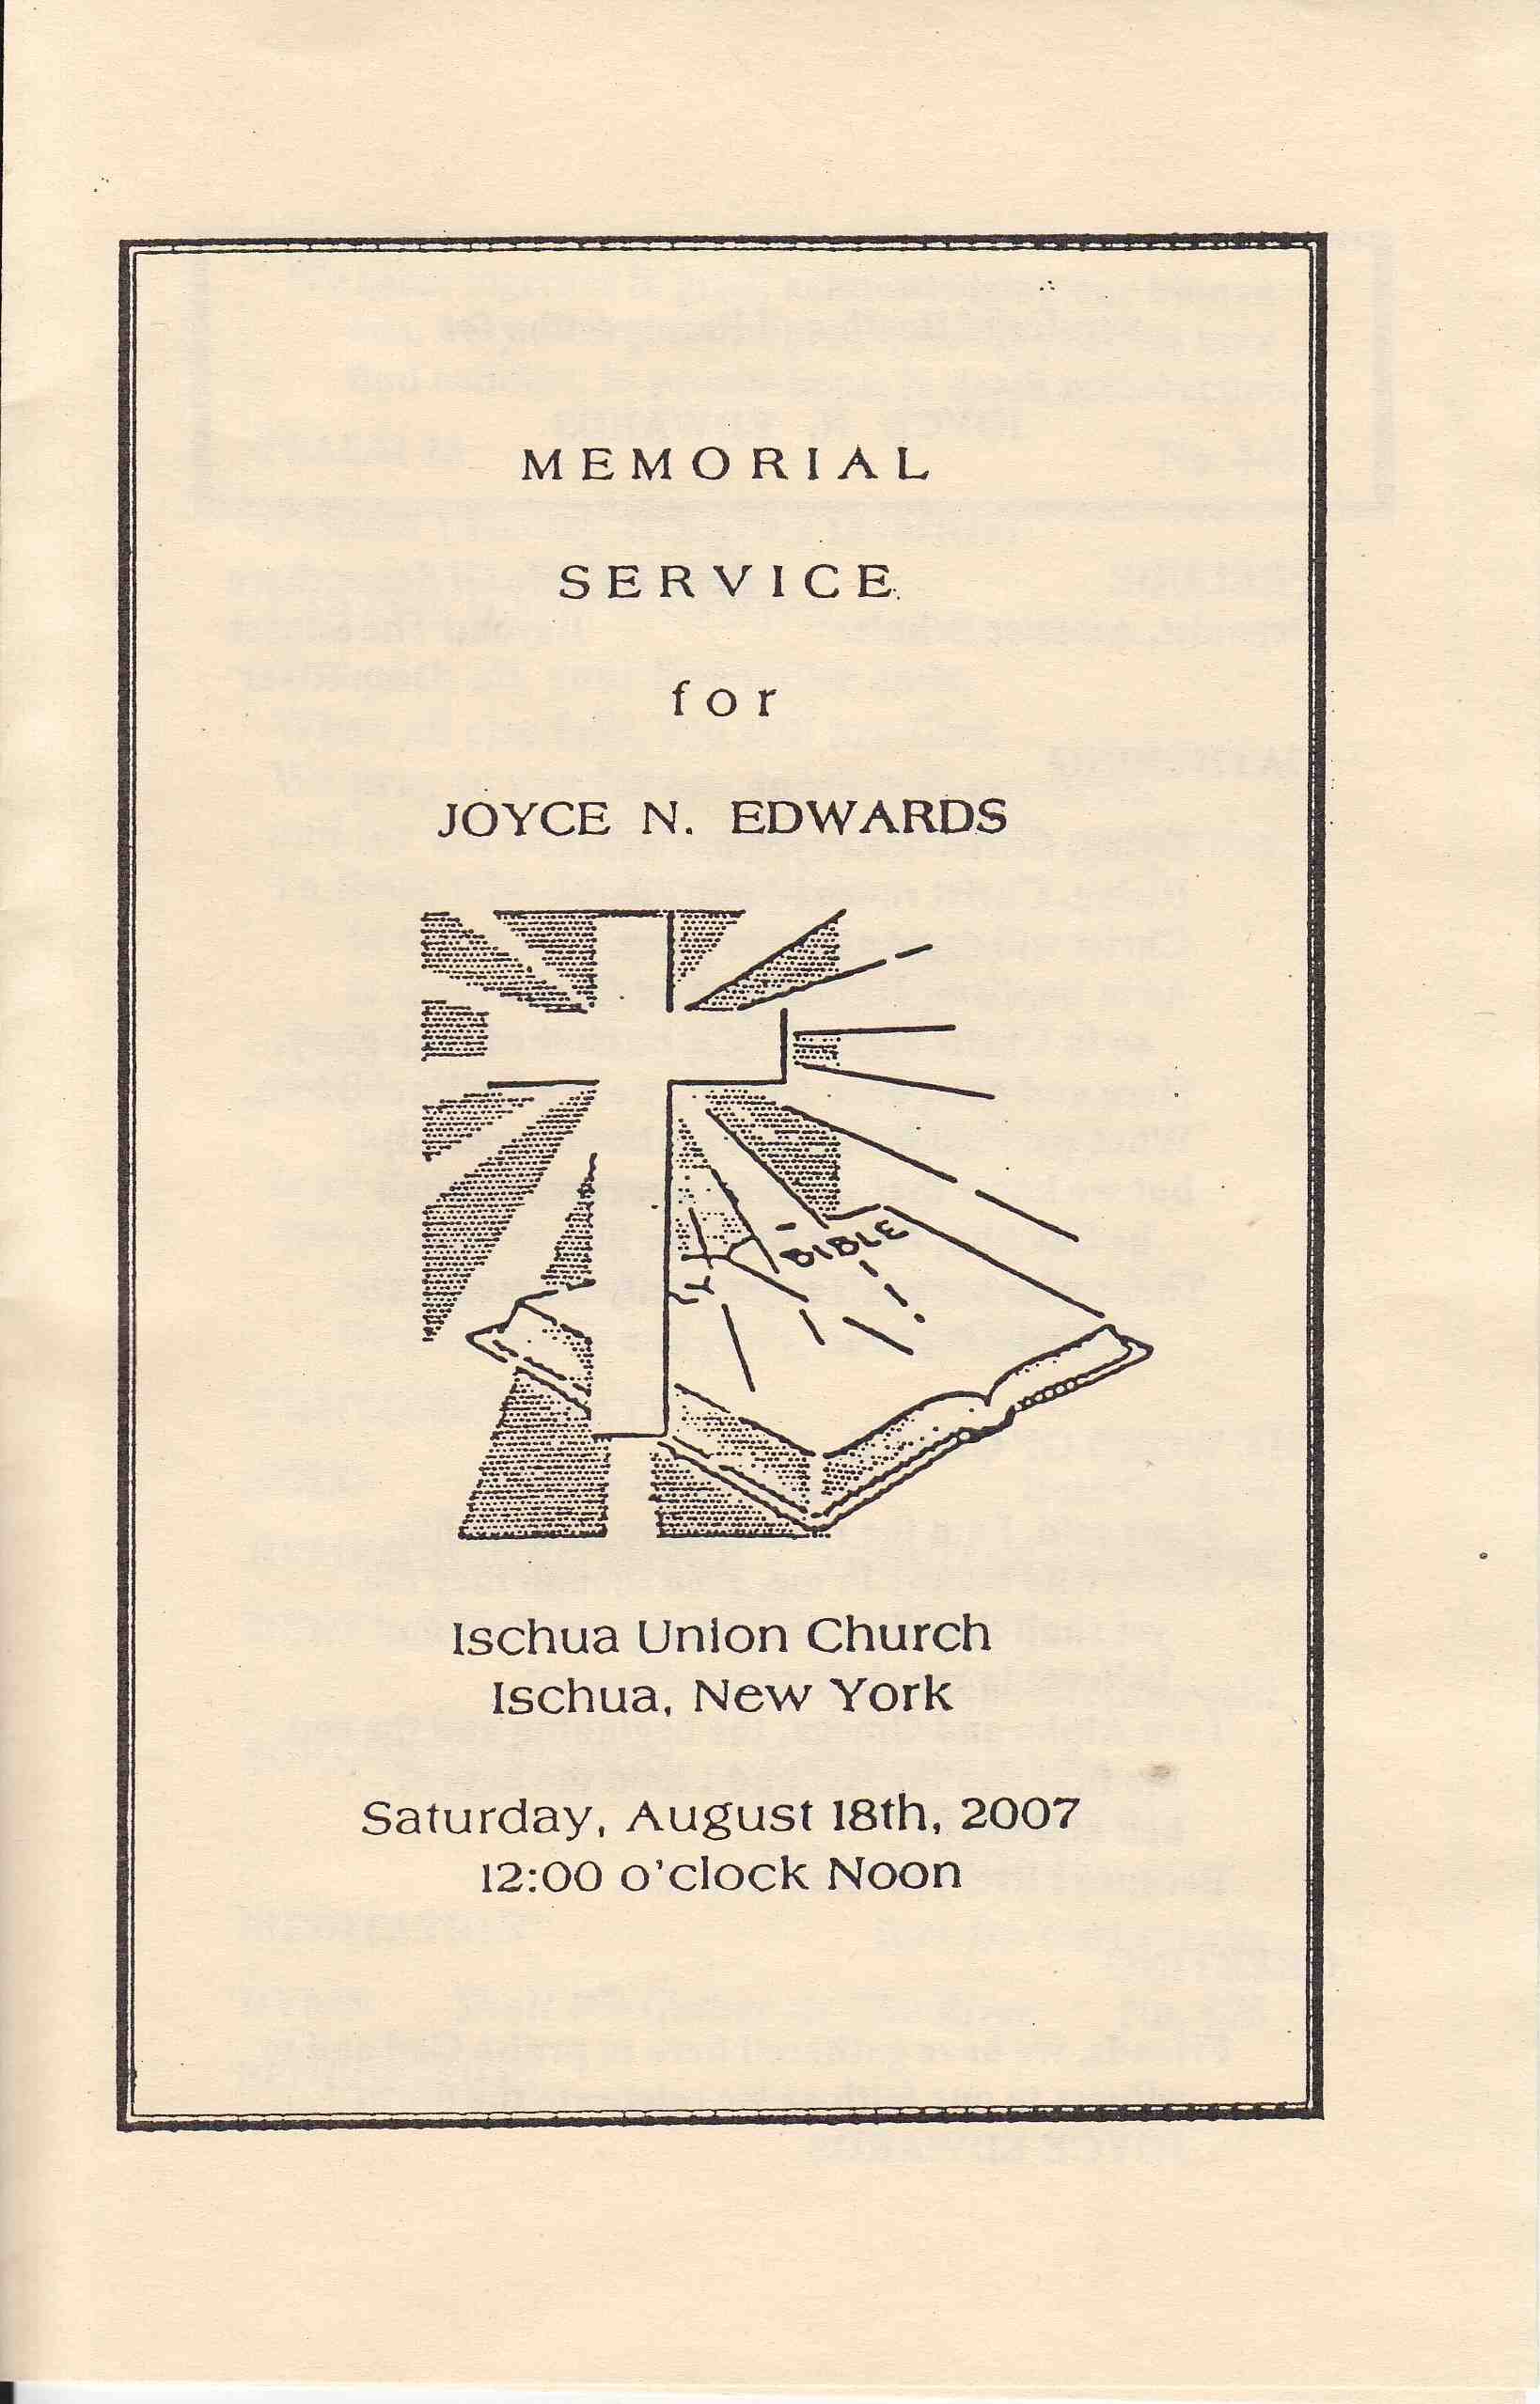 MEMORIAL
SERVICE
for
JOYCE N. EDWARDS
BIBLE
Ischua Union Church
Ischua, New York
Saturday, August 18th, 2007
12:00 o'clock Noon